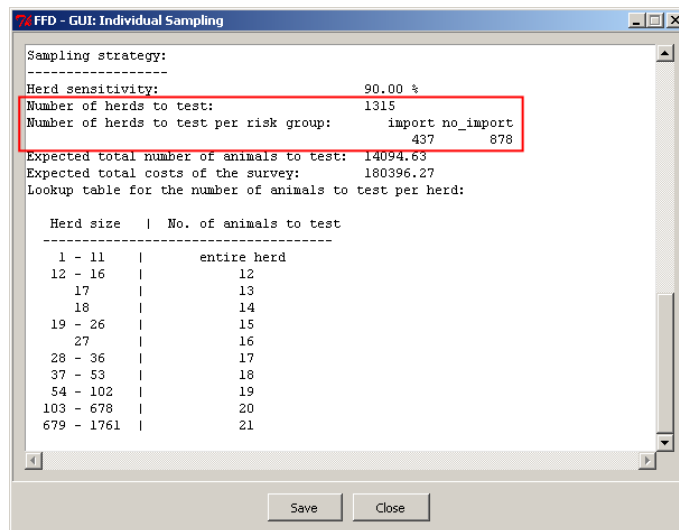 FFD - GUI: Individual Sampling
Sampling strategy:
------------------
Herd sensitivity: 90.00 %
Number of herds to test: 1315
Number of herds to test per risk group: import no_import
437 878
Expected total number of animals to test: 14094.63
Expected total costs of the survey: 180396.27
Lookup table for the number of animals to test per herd:
Herd size | No. of animals to test
---------------------------------------
1 - 11 | entire herd
12 - 16 | 12
17 | 13
18 | 14
19 - 26 | 15
27 | 16
28 - 36 | 17
37 - 53 | 18
54 - 102 | 19
103 - 678 | 20
679 - 1761 | 21
Save Close